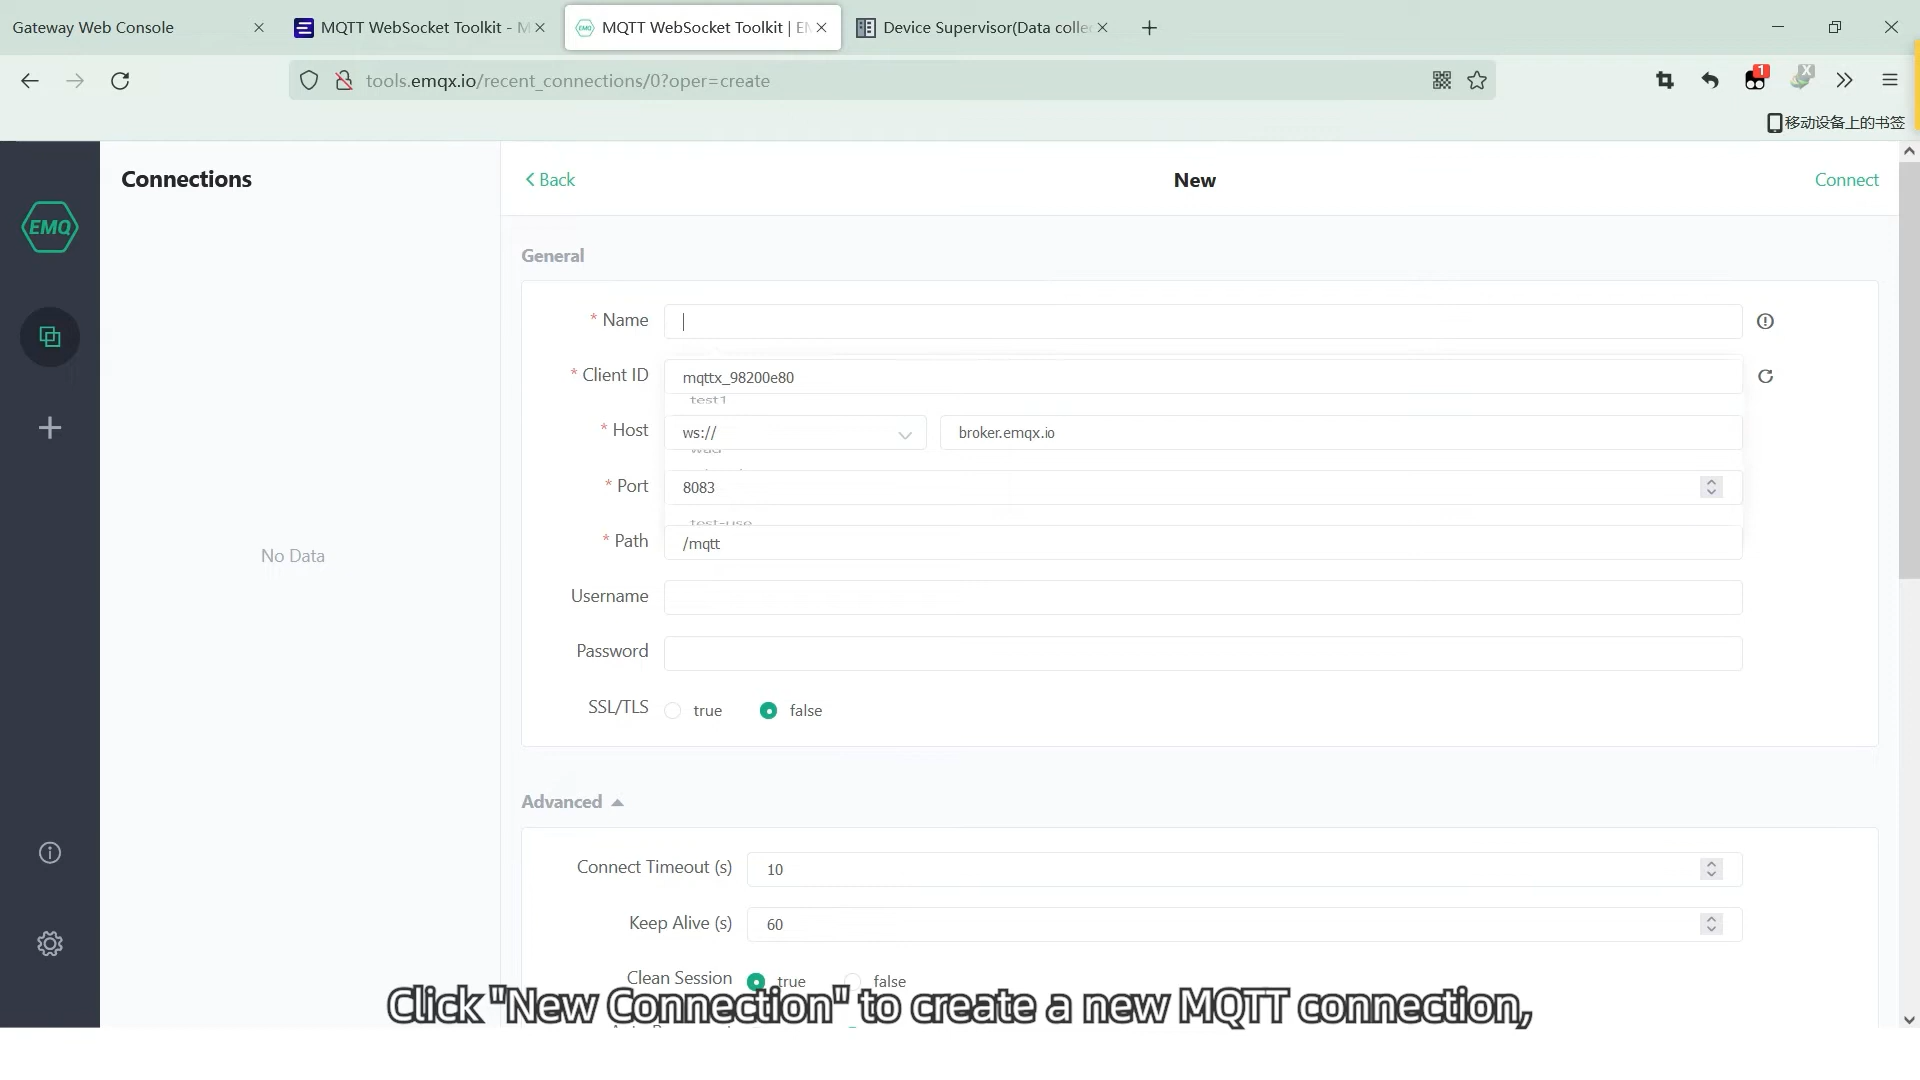 Gateway Web Console
MQTT WebSocket Toolkit - M
MQTT WebSocket Toolkit | EM
Device Supervisor(Data colle
tools.emqx.io/recent_connections/0?oper=create
1
X
移动设备上的书签
Connections
Back
New
Connect
EMQ
General
* Name
* Client ID
mqttx_98200e80
test1
* Host
ws://
broker.emqx.io
* Port
8083
test-use
* Path
/mqtt
No Data
Username
Password
SSL/TLS
true
false
Advanced
Connect Timeout (s)
10
Keep Alive (s)
60
Clean Session
true
false
Click "New Connection" to create a new MQTT connection,